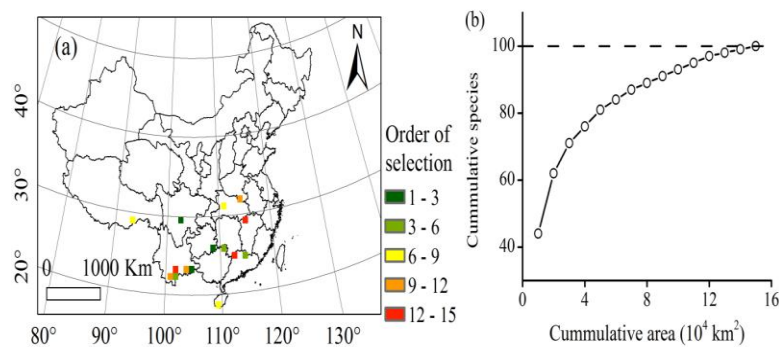 (a)
N
40°
30°
20°
0 1000 Km
80° 90° 100° 110° 120° 130°
Order of
selection
1 - 3
3 - 6
6 - 9
9 - 12
12 - 15
(b)
Cummulative species
100
80
60
40
0 4 8 12 16
Cummulative area (10⁴ km²)